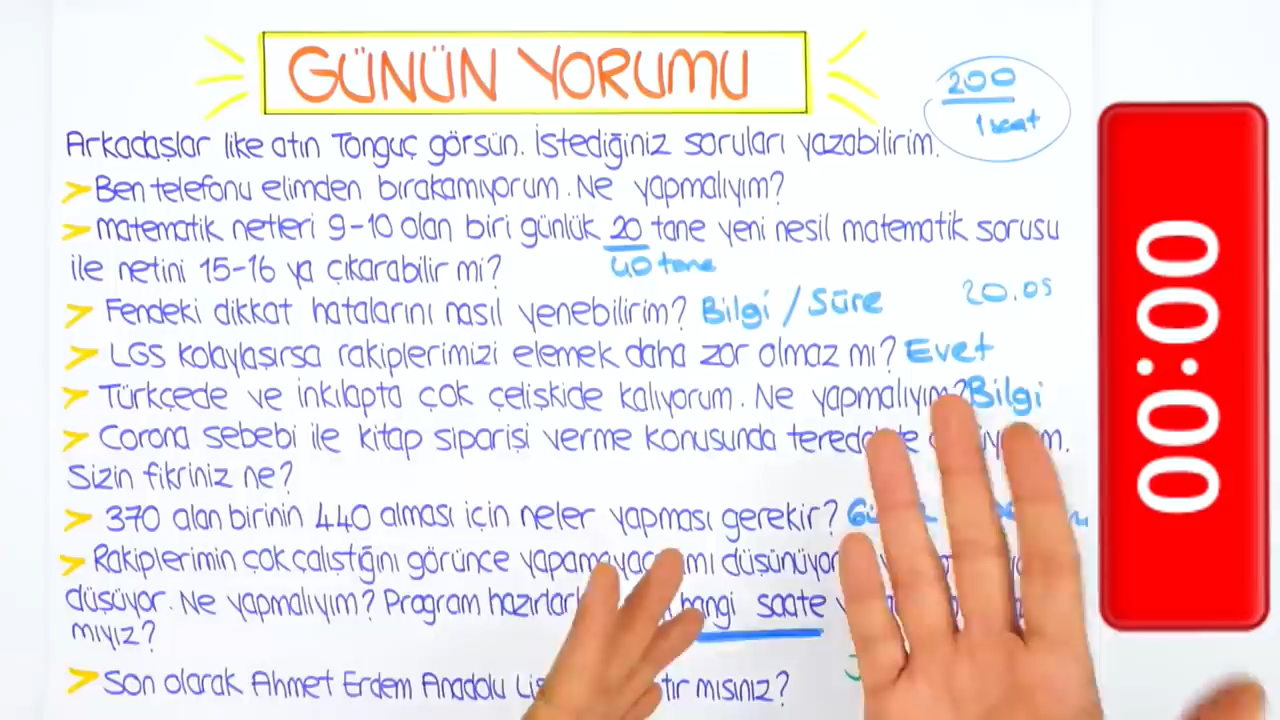 GÜNÜN YORUMU
200
1 saat
Arkadaşlar like atın Tonguç görsün. İstediğiniz soruları yazabilirim.
➤ Ben telefonu elimden bırakamıyorum. Ne yapmalıyım?
➤ Matematik netleri 9-10 olan biri günlük 20 tane yeni nesil matematik sorusu
ile netini 15-16 ya çıkarabilir mi? 40 tane
➤ Fendeki dikkat hatalarını nasıl yenebilirim? Bilgi / Süre 20.05
➤ LGS kolaylaşırsa rakiplerimizi elemek daha zor olmaz mı? Evet
➤ Türkçede ve inkılapta çok çelişkide kalıyorum. Ne yapmalıyım? Bilgi
➤ Corona sebebi ile kitap siparişi verme konusunda
Sizin fikriniz ne?
➤ 370 alan birinin 440 alması için neler yapması gerekir?
➤ Rakiplerimin çok çalıştığını görünce
düşüyor. Ne yapmalıyım? Program hangi saate
mıyız?
➤ Son olarak Ahmet Erdem Anadolu mısınız?
00:00